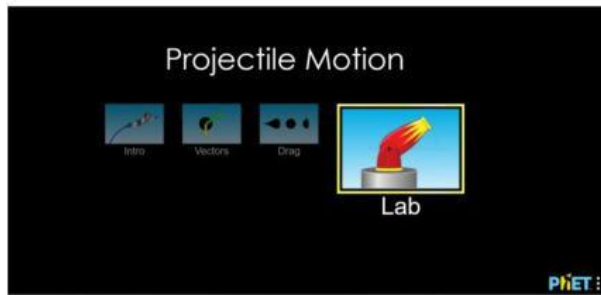 Projectile Motion
Intro
Vectors
Drag
Lab
PhET